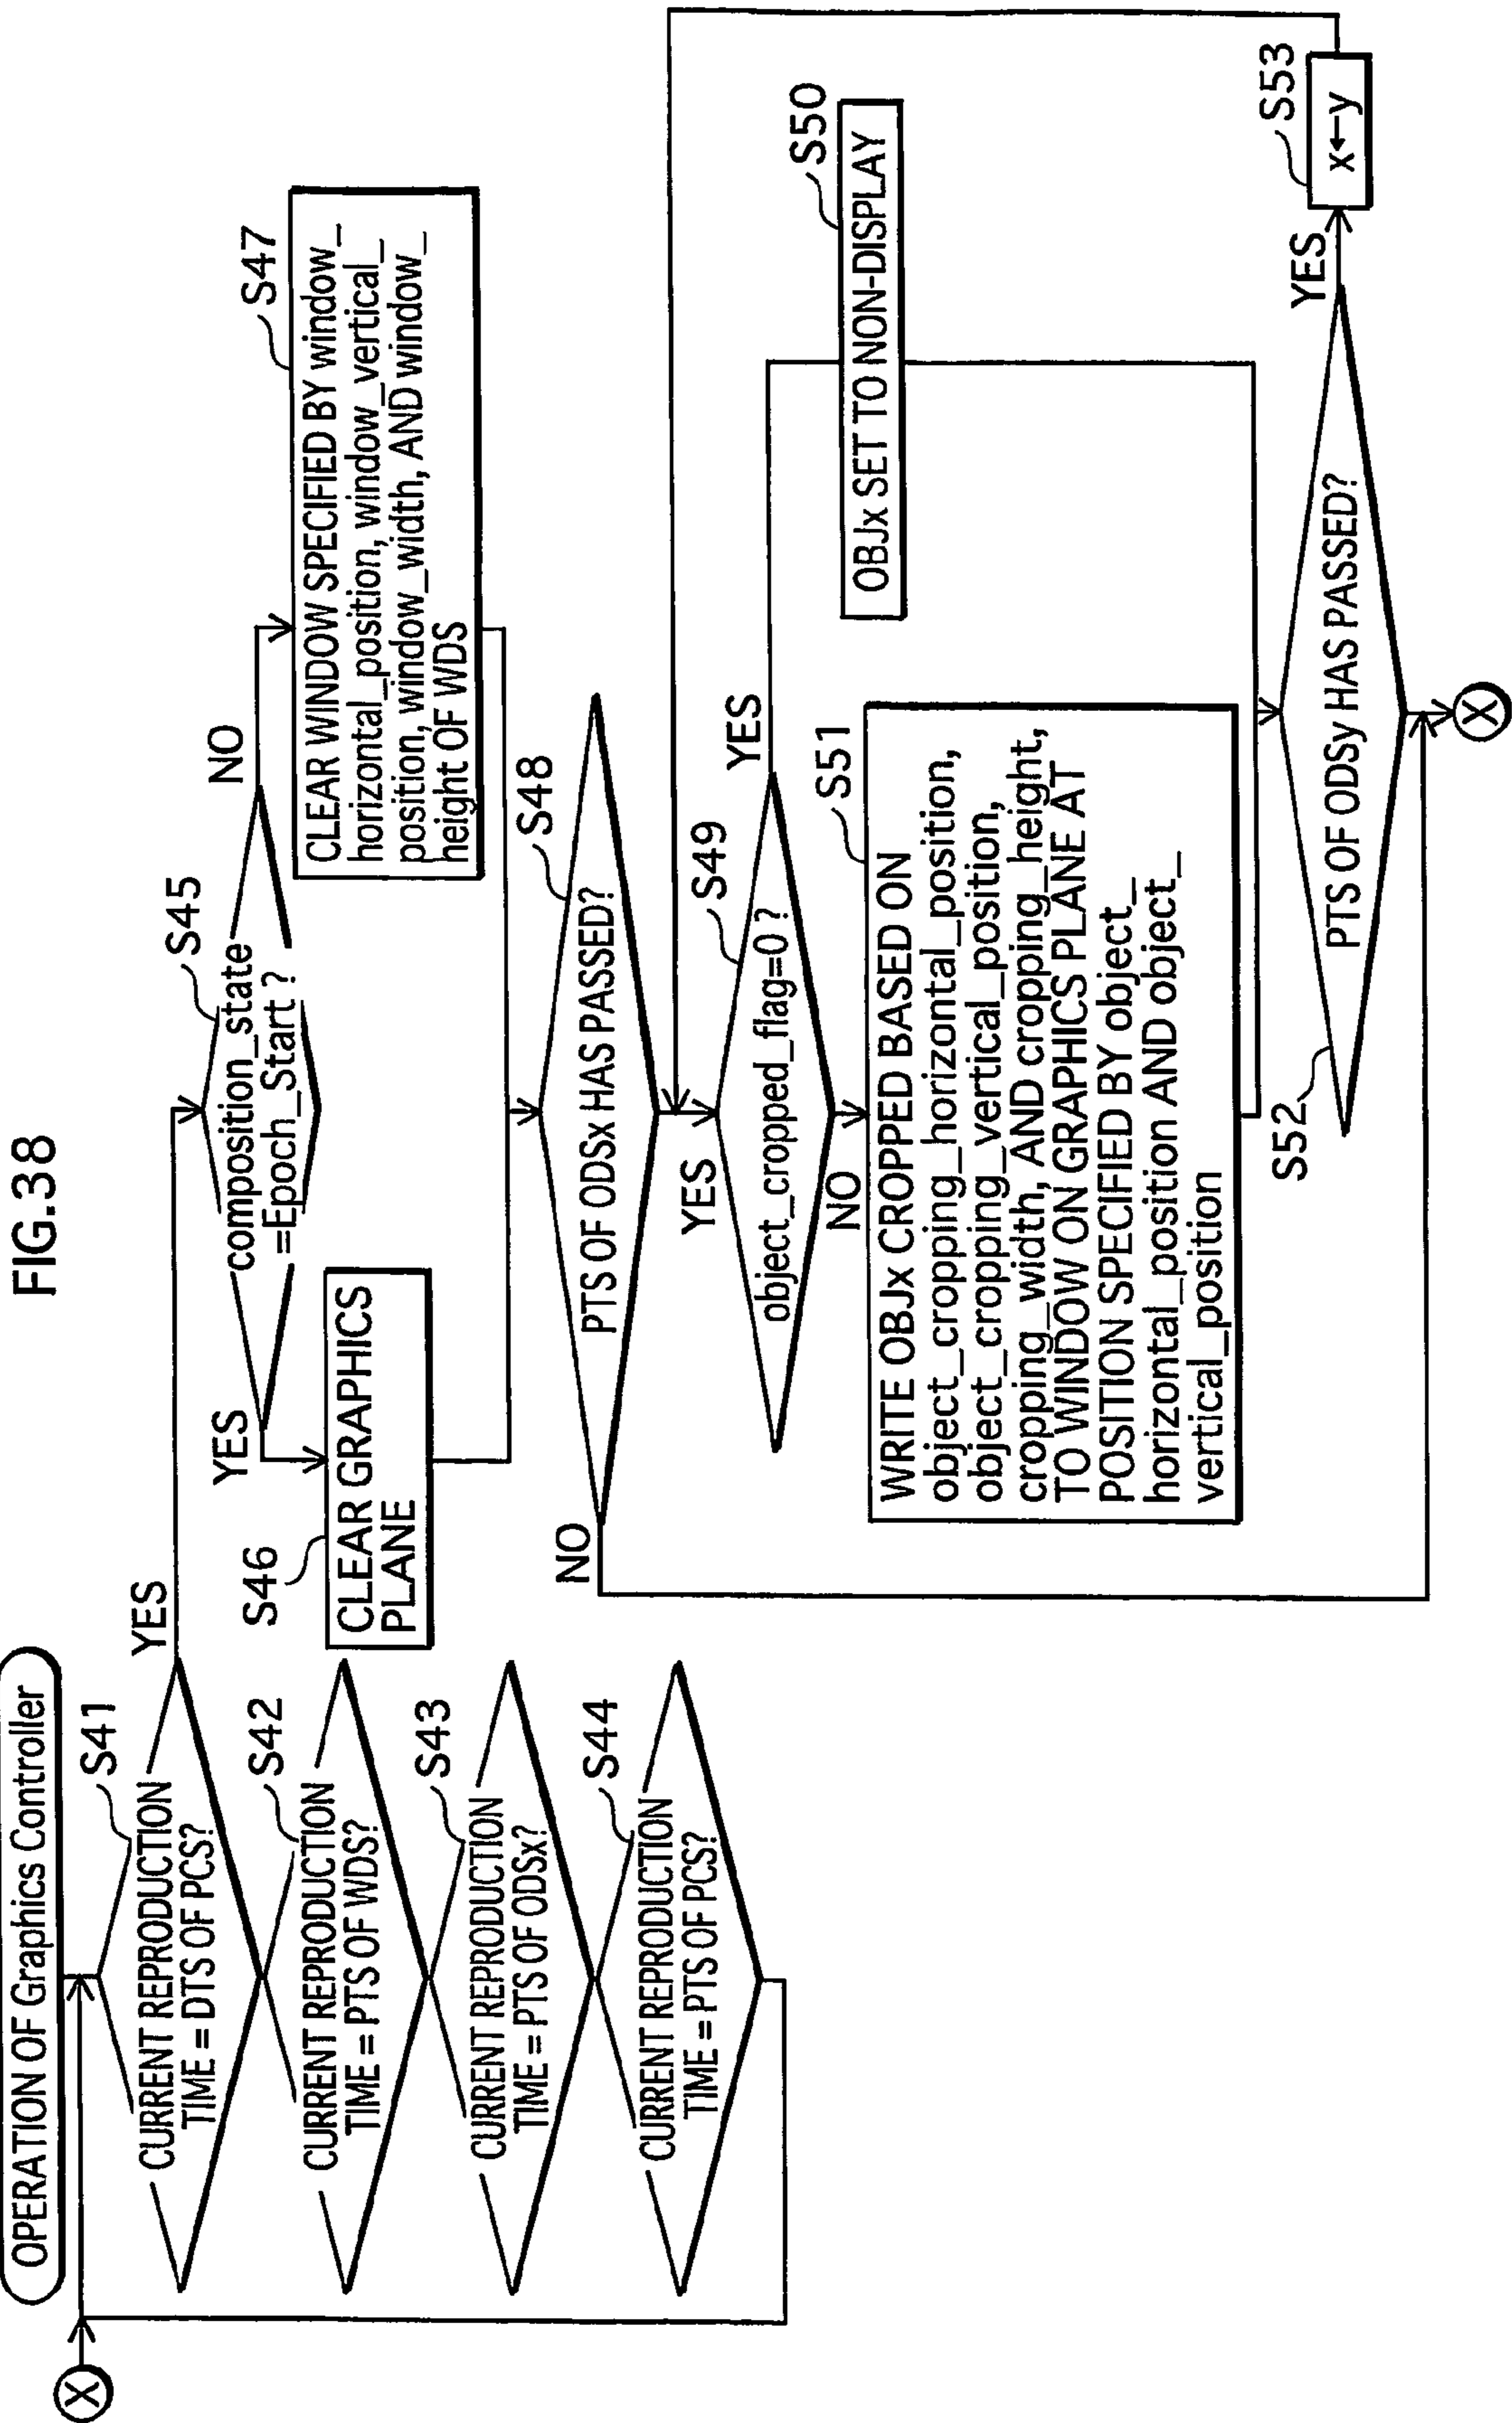 FIG.38
OPERATION OF Graphics Controller
X
S41
CURRENT REPRODUCTION
TIME = DTS OF PCS?
YES
S42
CURRENT REPRODUCTION
TIME = PTS OF WDS?
S43
CURRENT REPRODUCTION
TIME = PTS OF ODSx?
S44
CURRENT REPRODUCTION
TIME = PTS OF PCS?
S45
composition_state
=Epoch_Start ?
YES
NO
S46
CLEAR GRAPHICS
PLANE
S47
CLEAR WINDOW SPECIFIED BY window_
horizontal_position, window_vertical_
position, window_width, AND window_
height OF WDS
S48
PTS OF ODSx HAS PASSED?
NO
YES
S49
object_cropped_flag=0 ?
YES
NO
S50
OBJx SET TO NON-DISPLAY
S51
WRITE OBJx CROPPED BASED ON
object_cropping_horizontal_position,
object_cropping_vertical_position,
cropping_width, AND cropping_height,
TO WINDOW ON GRAPHICS PLANE AT
POSITION SPECIFIED BY object_
horizontal_position AND object_
vertical_position
S52
PTS OF ODSy HAS PASSED?
YES
S53
x←y
X